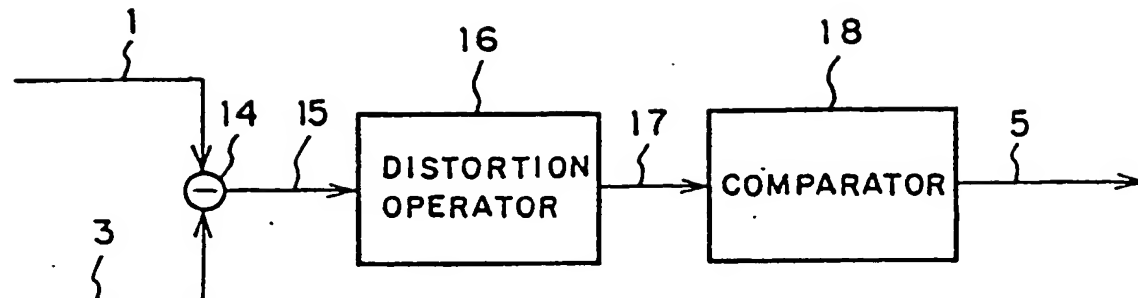 1
16
18
14
15
17
5
DISTORTION
OPERATOR
COMPARATOR
3